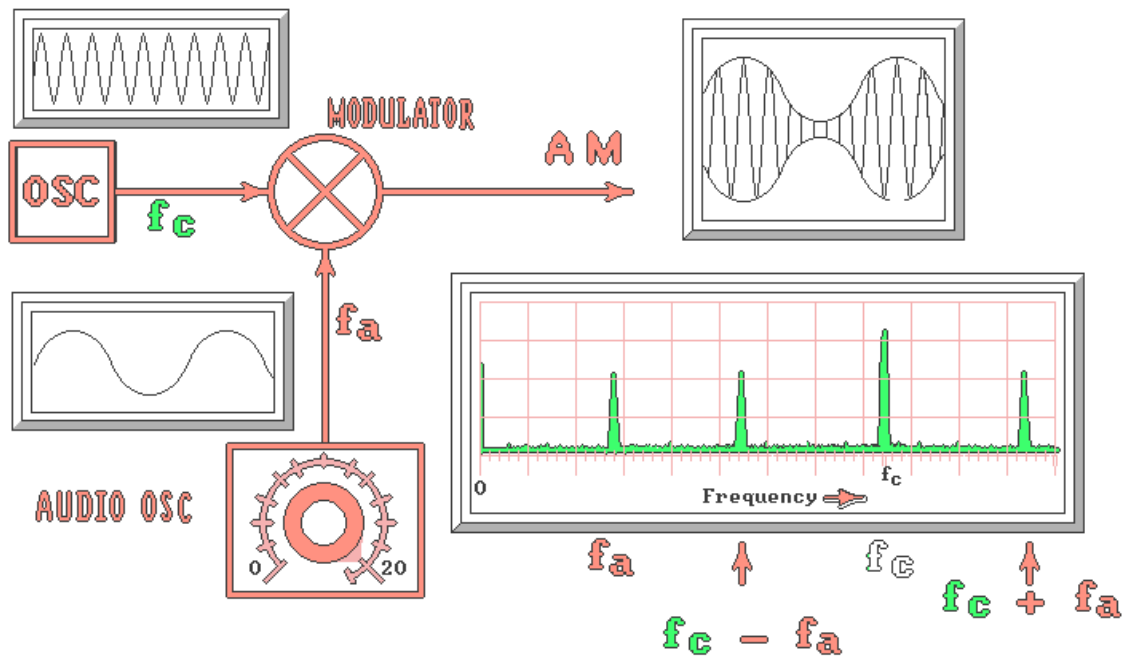 MODULATOR
AM
OSC
fc
fa
AUDIO OSC
0 20
0 fc
Frequency
fa fc
fc + fa
fc - fa